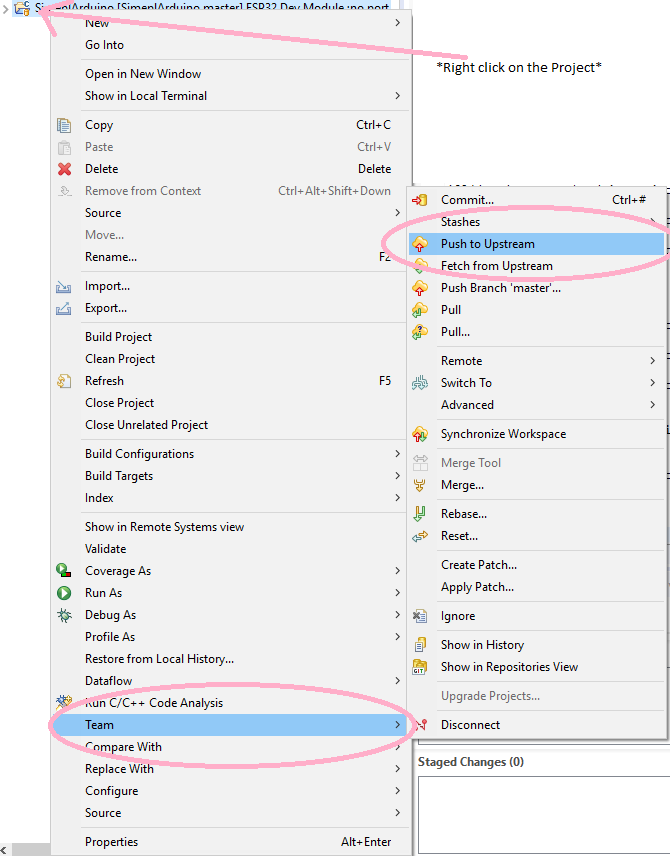 SimeplArduino [SimeplArduino master] ESP32 Dev Module :no port
New
Go Into
*Right click on the Project*
Open in New Window
Show in Local Terminal
Copy Ctrl+C
Paste Ctrl+V
Delete Delete
Remove from Context Ctrl+Alt+Shift+Down
Source
Move...
Rename... F2
Import...
Export...
Build Project
Clean Project
Refresh F5
Close Project
Close Unrelated Project
Build Configurations
Build Targets
Index
Show in Remote Systems view
Validate
Coverage As
Run As
Debug As
Profile As
Restore from Local History...
Dataflow
Run C/C++ Code Analysis
Team
Compare With
Replace With
Configure
Source
Properties Alt+Enter
Commit... Ctrl+#
Stashes
Push to Upstream
Fetch from Upstream
Push Branch 'master'...
Pull
Pull...
Remote
Switch To
Advanced
Synchronize Workspace
Merge Tool
Merge...
Rebase...
Reset...
Create Patch...
Apply Patch...
Ignore
Show in History
GIT Show in Repositories View
Upgrade Projects...
Disconnect
Staged Changes (0)